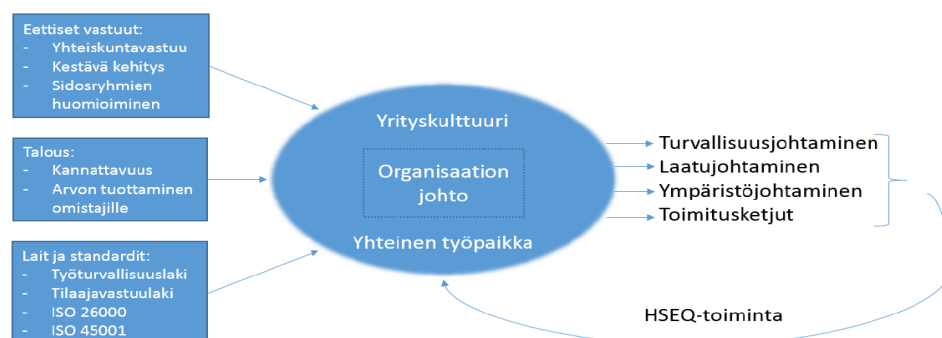 Eettiset vastuut:
- Yhteiskuntavastuu
- Kestävä kehitys
- Sidosryhmien
huomioiminen
Talous:
- Kannattavuus
- Arvon tuottaminen
omistajille
Lait ja standardit:
- Työturvallisuuslaki
- Tilaajavastuulaki
- ISO 26000
- ISO 45001
Yrityskulttuuri
Organisaation
johto
Yhteinen työpaikka
Turvallisuusjohtaminen
Laatujohtaminen
Ympäristöjohtaminen
Toimitusketjut
HSEQ-toiminta